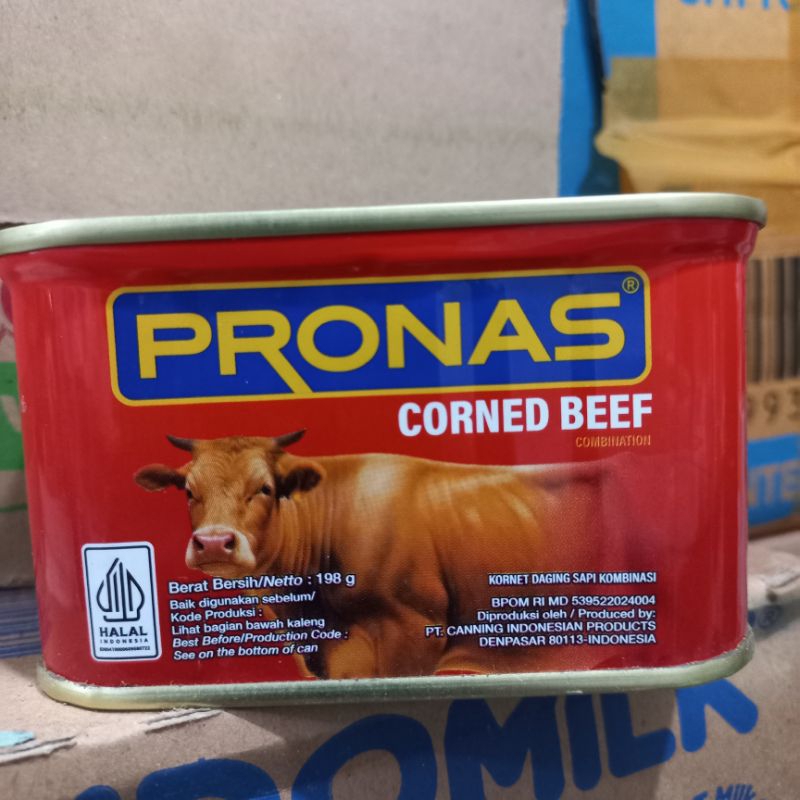 PRONAS®
CORNED BEEF
COMBINATION
Berat Bersih/Netto : 198 g
Baik digunakan sebelum/
Kode Produksi :
Lihat bagian bawah kaleng
Best Before/Production Code :
See on the bottom of can
HALAL
INDONESIA
KORNET DAGING SAPI KOMBINASI
BPOM RI MD 539522024004
Diproduksi oleh / Produced by:
PT. CANNING INDONESIAN PRODUCTS
DENPASAR 80113-INDONESIA
OMILK